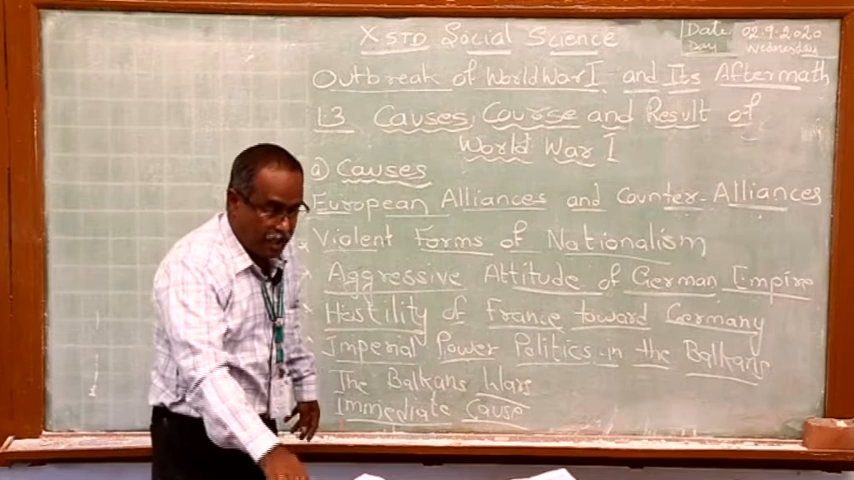 X STD Social Science
Date 02.9.2020
Day Wednesday
Outbreak of World War I and Its Aftermath
L3 Causes, Course and Result of
World War I
a) Causes
European Alliances and Counter-Alliances
Violent Forms of Nationalism
Aggressive Attitude of German Empire
Hostility of France toward Germany
Imperial Power Politics in the Balkans
The Balkans Wars
Immediate Cause